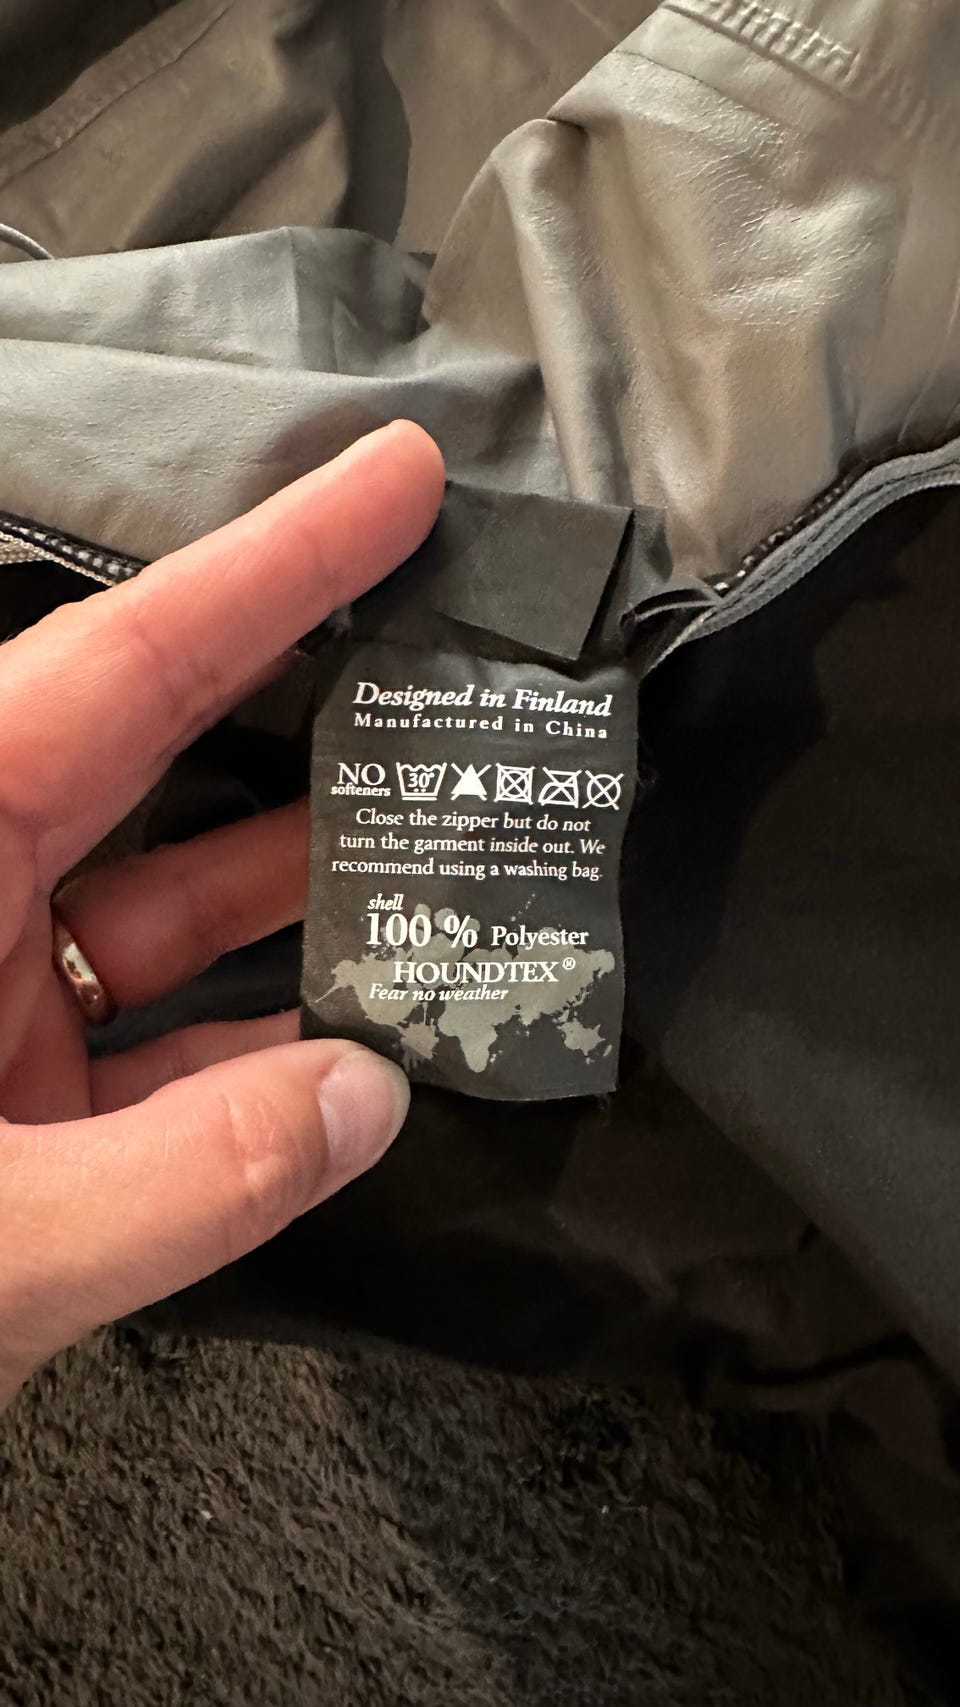 Designed in Finland
Manufactured in China
NO
softeners
30°
Close the zipper but do not
turn the garment inside out. We
recommend using a washing bag.
shell
100 % Polyester
HOUNDTEX®
Fear no weather